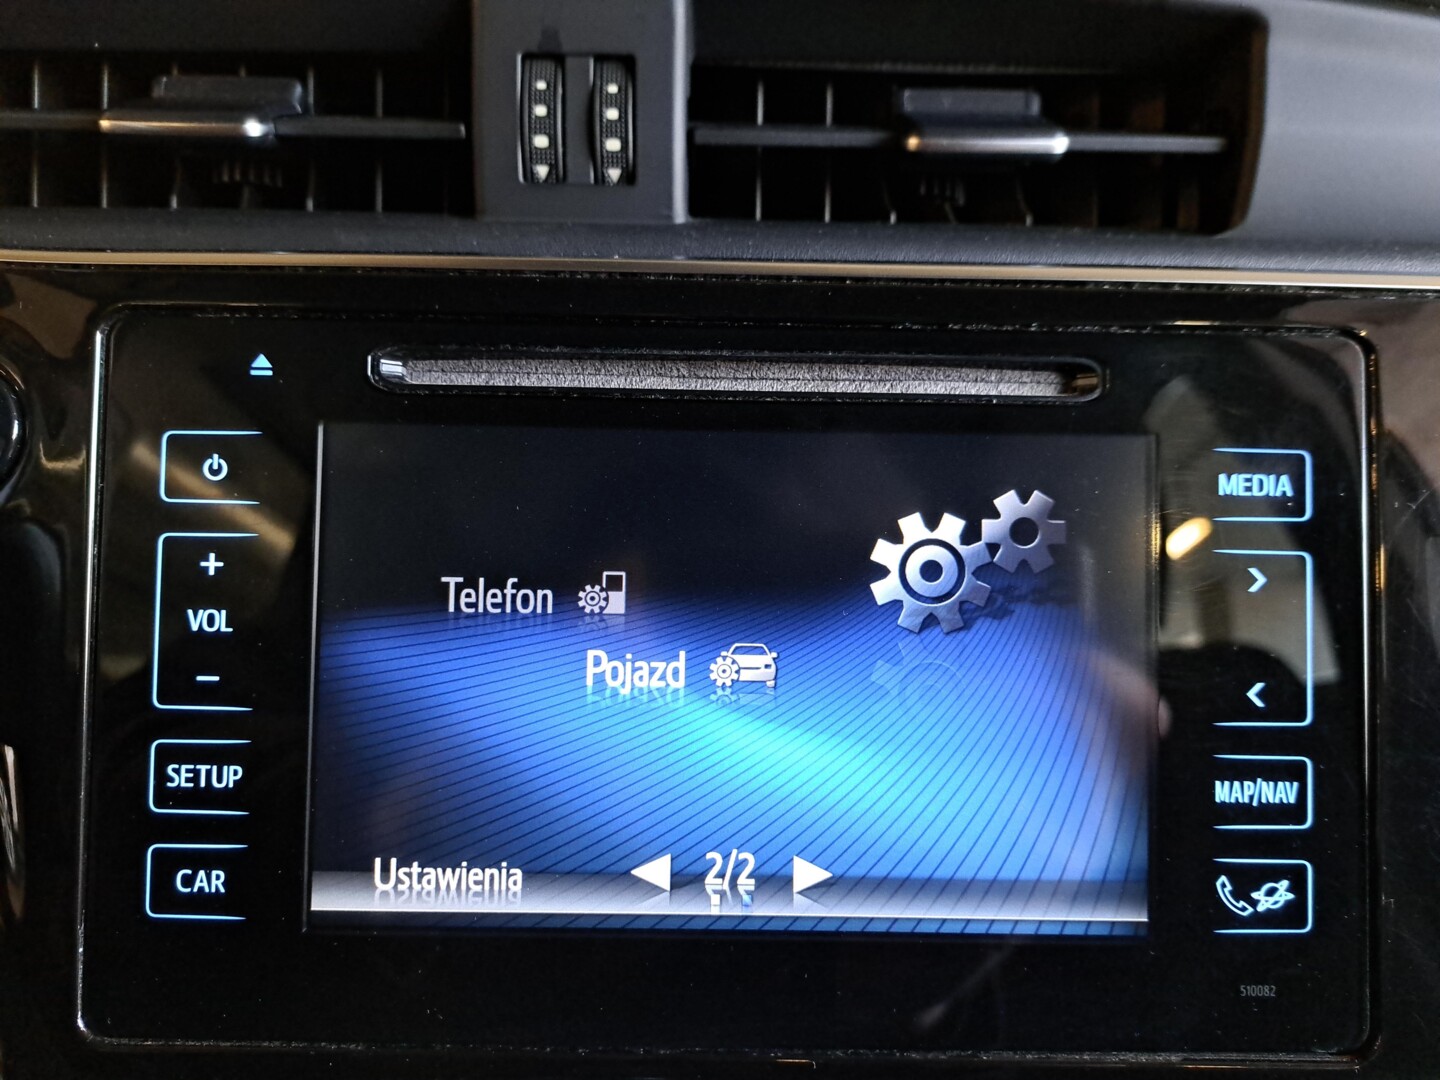 MEDIA
+
VOL
−
Telefon
Pojazd
SETUP
MAP/NAV
CAR
Ustawienia
2/2
510082